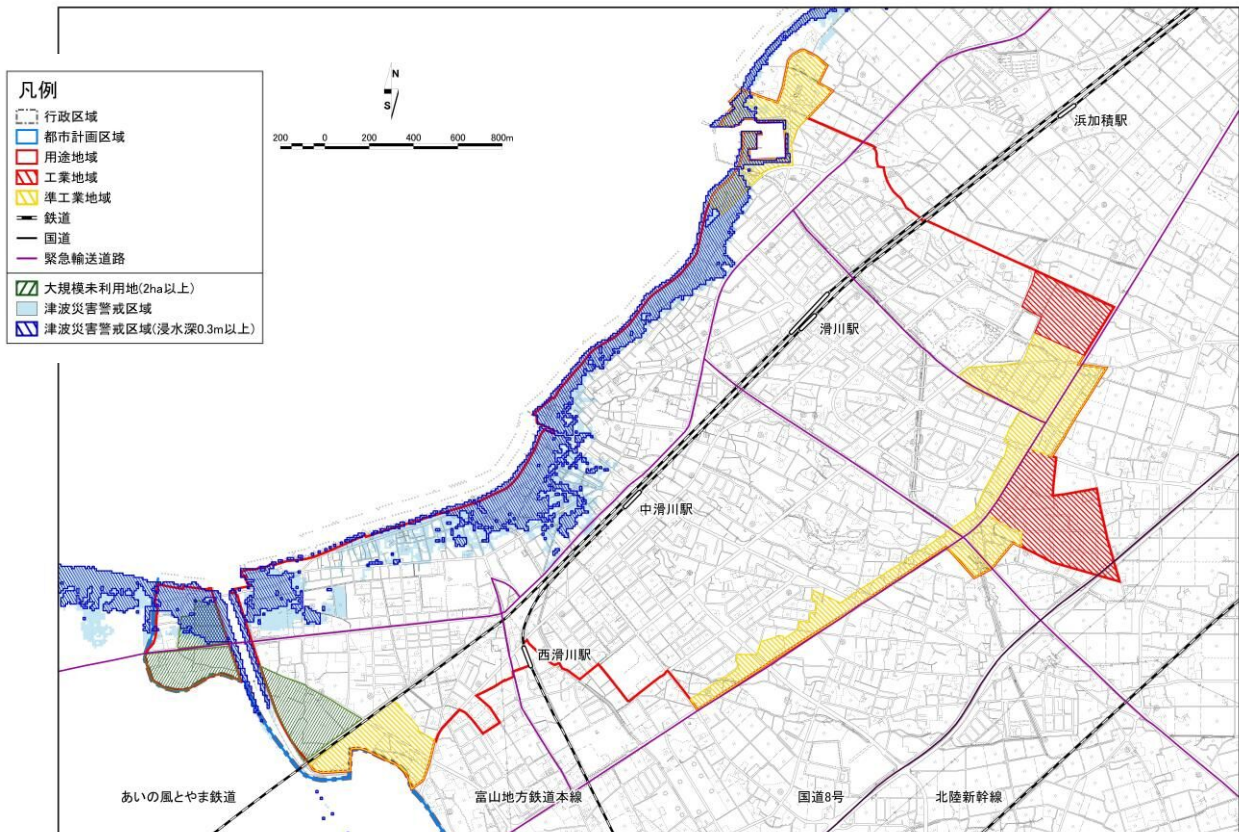 凡例
行政区域
都市計画区域
用途地域
工業地域
準工業地域
鉄道
国道
緊急輸送道路
大規模未利用地(2ha以上)
津波災害警戒区域
津波災害警戒区域(浸水深0.3m以上)
N
S
200 0 200 400 600 800m
浜加積駅
滑川駅
中滑川駅
西滑川駅
あいの風とやま鉄道
富山地方鉄道本線
国道8号
北陸新幹線